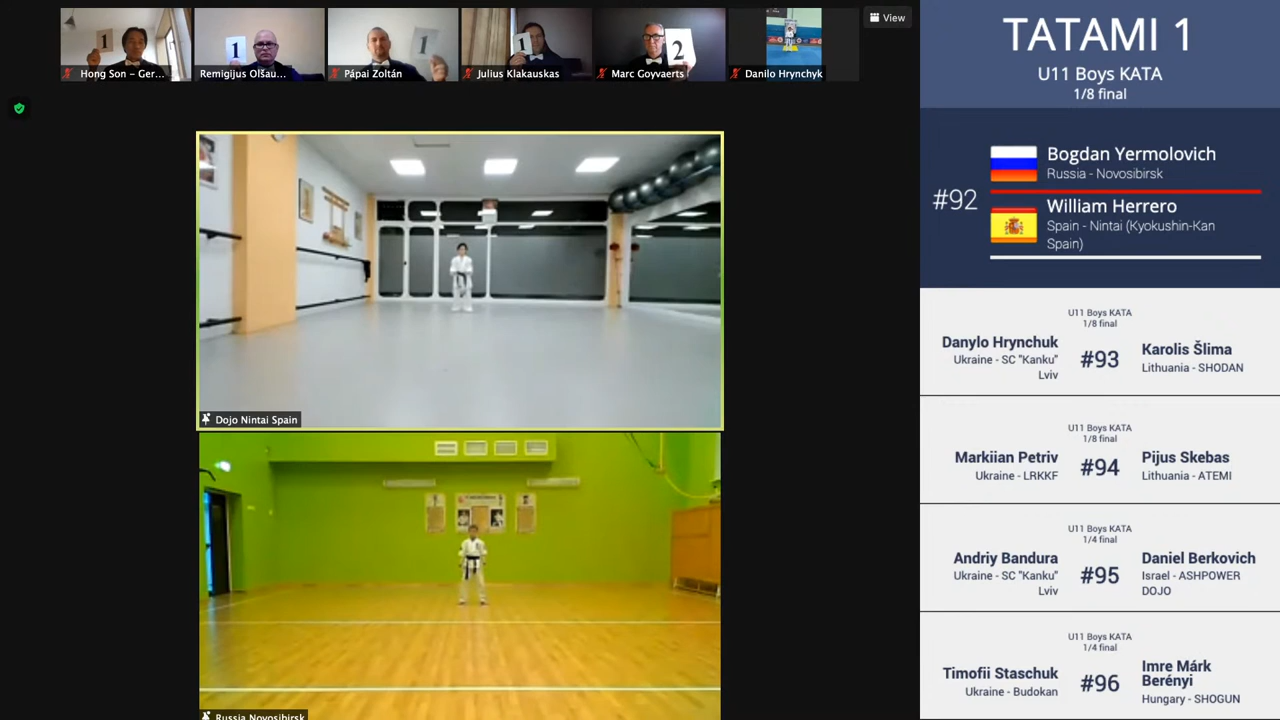 1
1
1
1
2
View
Hong Son – Ger...
Remigijus Olšau...
Pápai Zoltán
Julius Klakauskas
Marc Goyvaerts
Danilo Hrynchyk
Dojo Nintai Spain
Russia Novosibirsk
TATAMI 1
U11 Boys KATA
1/8 final
#92
Bogdan Yermolovich
Russia - Novosibirsk
William Herrero
Spain - Nintai (Kyokushin-Kan
Spain)
U11 Boys KATA
1/8 final
Danylo Hrynchuk
Ukraine - SC "Kanku"
Lviv
#93
Karolis Šlima
Lithuania - SHODAN
U11 Boys KATA
1/8 final
Markiian Petriv
Ukraine - LRKKF
#94
Pijus Skebas
Lithuania - ATEMI
U11 Boys KATA
1/4 final
Andriy Bandura
Ukraine - SC "Kanku"
Lviv
#95
Daniel Berkovich
Israel - ASHPOWER
DOJO
U11 Boys KATA
1/4 final
Timofii Staschuk
Ukraine - Budokan
#96
Imre Márk
Berényi
Hungary - SHOGUN